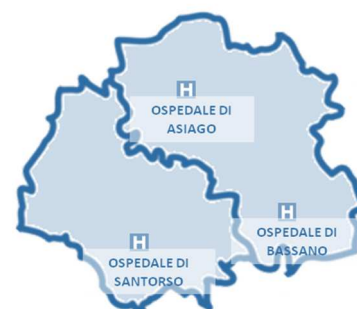 H
OSPEDALE DI
ASIAGO
H
OSPEDALE DI
BASSANO
H
OSPEDALE DI
SANTORSO